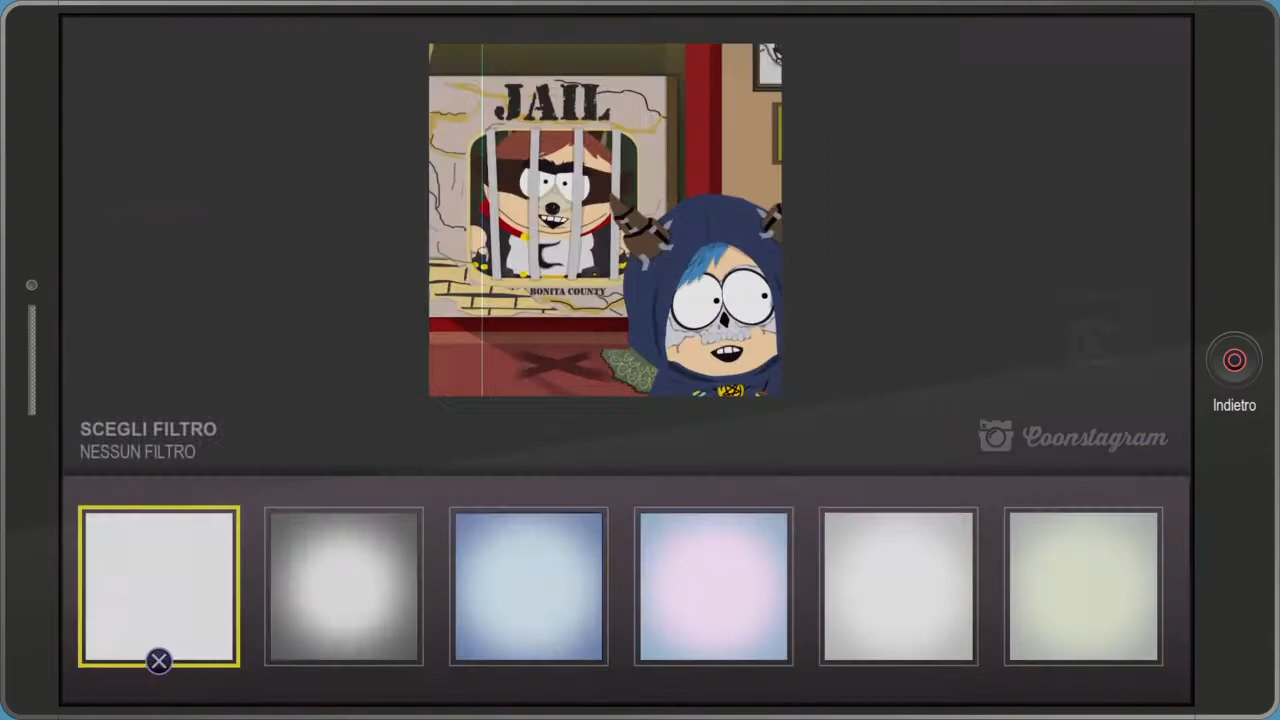 JAIL
BONITA COUNTY
Indietro
SCEGLI FILTRO
NESSUN FILTRO
Coonstagram